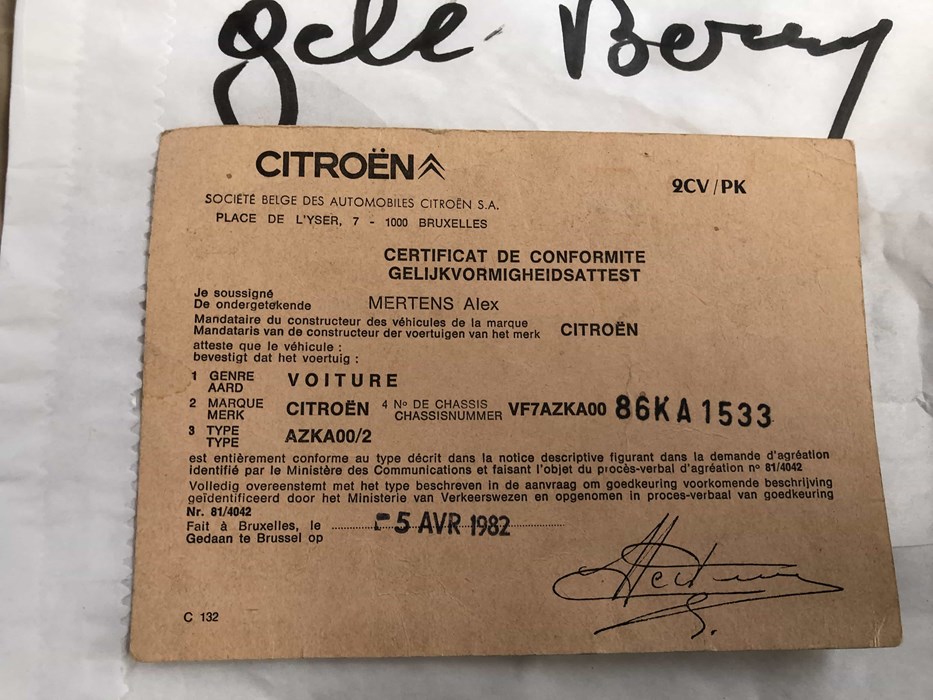 gele Berny
CITROËN
2CV/PK
SOCIÉTÉ BELGE DES AUTOMOBILES CITROËN S.A.
PLACE DE L'YSER, 7 - 1000 BRUXELLES
CERTIFICAT DE CONFORMITE
GELIJKVORMIGHEIDSATTEST
Je soussigné
De ondergetekende MERTENS Alex
Mandataire du constructeur des véhicules de la marque
Mandataris van de constructeur der voertuigen van het merk CITROËN
atteste que le véhicule :
bevestigt dat het voertuig :
1 GENRE
AARD VOITURE
2 MARQUE
MERK CITROËN
4 No DE CHASSIS
CHASSISNUMMER VF7AZKA00 86KA1533
3 TYPE
TYPE AZKA00/2
est entièrement conforme au type décrit dans la notice descriptive figurant dans la demande d'agréation
identifié par le Ministère des Communications et faisant l'objet du procès-verbal d'agréation no 81/4042
Volledig overeenstemt met het type beschreven in de aanvraag om goedkeuring voorkomende beschrijving
geïdentificeerd door het Ministerie van Verkeerswezen en opgenomen in proces-verbaal van goedkeuring
Nr. 81/4042
Fait à Bruxelles, le
Gedaan te Brussel op - 5 AVR 1982
C 132